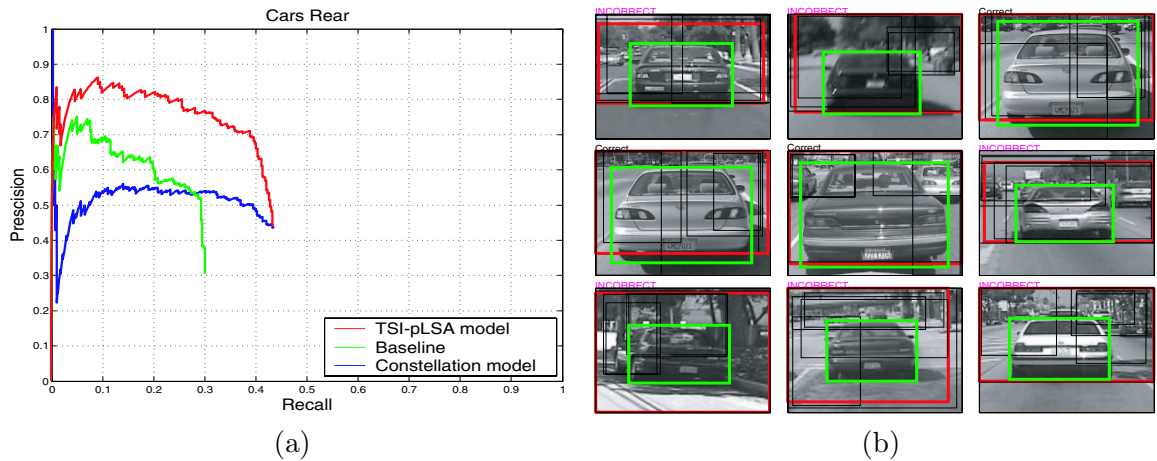 Cars Rear
Prescision
1
0.9
0.8
0.7
0.6
0.5
0.4
0.3
0.2
0.1
0
0 0.1 0.2 0.3 0.4 0.5 0.6 0.7 0.8 0.9 1
Recall
TSI-pLSA model
Baseline
Constellation model
(a)
INCORRECT INCORRECT Correct
Correct Correct INCORRECT
INCORRECT INCORRECT INCORRECT
(b)